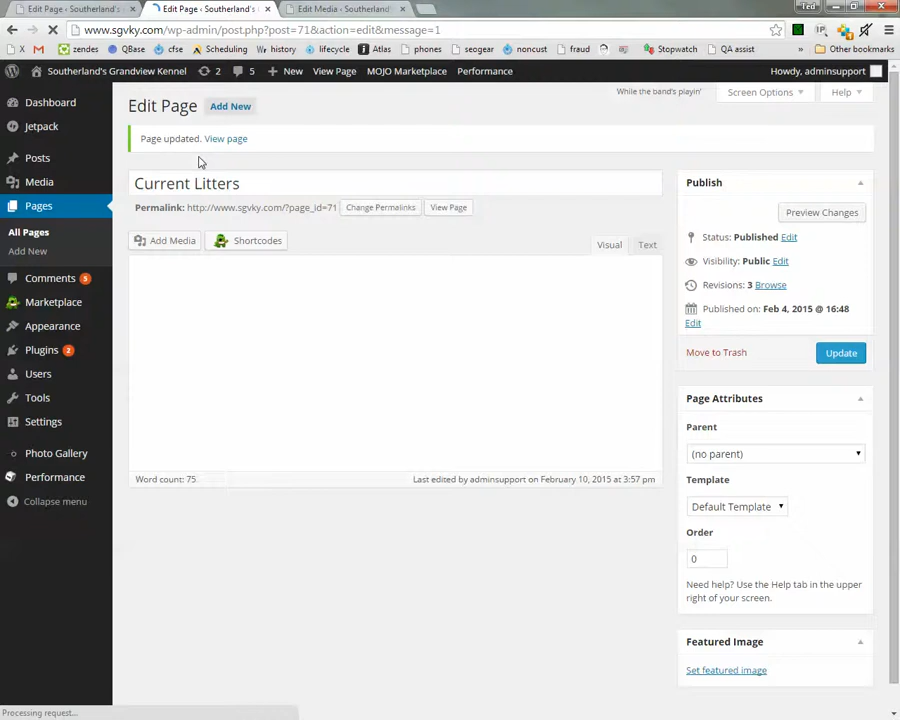 Edit Page ‹ Southerland's
Edit Page ‹ Southerland's
Edit Media ‹ Southerland'
Ted
www.sgvky.com/wp-admin/post.php?post=71&action=edit&message=1
X
zendes
QBase
cfse
Scheduling
history
lifecycle
Atlas
phones
seogear
noncust
fraud
so
Stopwatch
QA assist
Other bookmarks
Southerland's Grandview Kennel
2
5
+ New
View Page
MOJO Marketplace
Performance
Howdy, adminsupport
Dashboard
Jetpack
Posts
Media
Pages
All Pages
Add New
Comments 5
Marketplace
Appearance
Plugins 2
Users
Tools
Settings
Photo Gallery
Performance
Collapse menu
While the band's playin'
Screen Options
Help
Edit Page
Add New
Page updated. View page
Current Litters
Permalink: http://www.sgvky.com/?page_id=71
Change Permalinks
View Page
Add Media
Shortcodes
Visual
Text
Word count: 75
Last edited by adminsupport on February 10, 2015 at 3:57 pm
Publish
Preview Changes
Status: Published Edit
Visibility: Public Edit
Revisions: 3 Browse
Published on: Feb 4, 2015 @ 16:48
Edit
Move to Trash
Update
Page Attributes
Parent
(no parent)
Template
Default Template
Order
0
Need help? Use the Help tab in the upper
right of your screen.
Featured Image
Set featured image
Processing request...